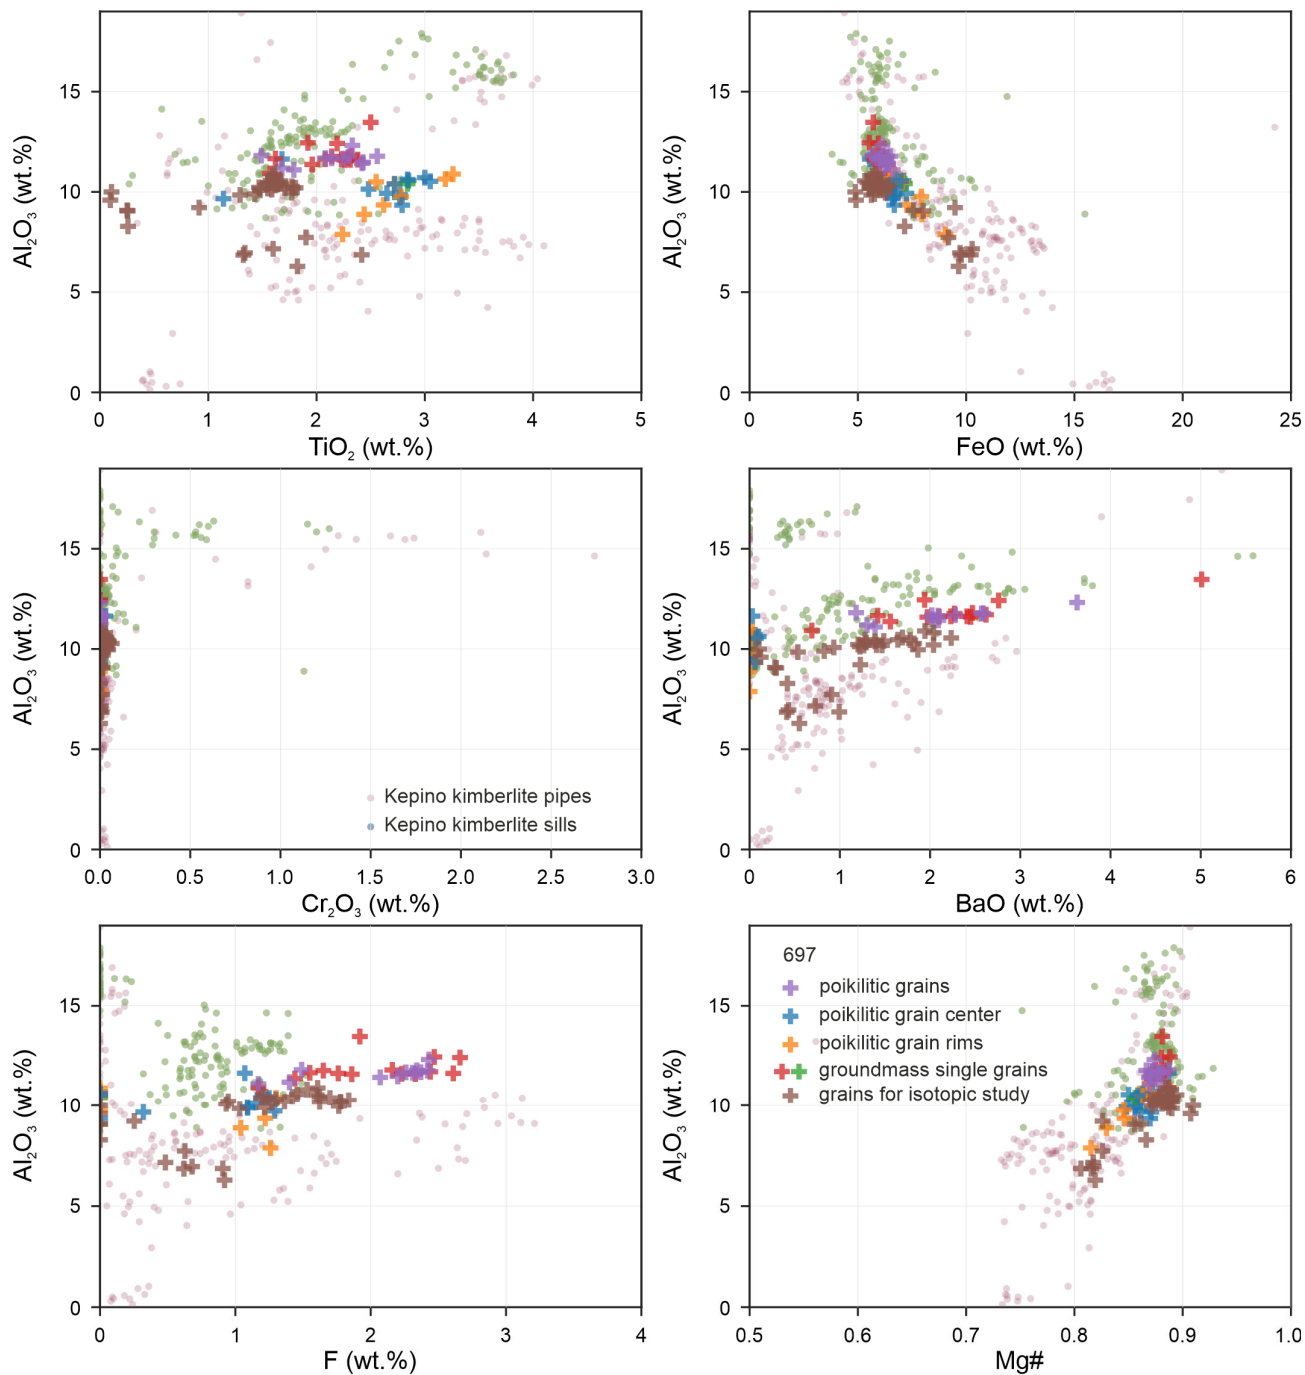 Al₂O₃ (wt.%)
15
10
5
0
0 1 2 3 4 5
TiO₂ (wt.%)
Al₂O₃ (wt.%)
15
10
5
0
0 5 10 15 20 25
FeO (wt.%)
Al₂O₃ (wt.%)
15
10
5
0
Kepino kimberlite pipes
Kepino kimberlite sills
0.0 0.5 1.0 1.5 2.0 2.5 3.0
Cr₂O₃ (wt.%)
Al₂O₃ (wt.%)
15
10
5
0
0 1 2 3 4 5 6
BaO (wt.%)
Al₂O₃ (wt.%)
15
10
5
0
0 1 2 3 4
F (wt.%)
Al₂O₃ (wt.%)
15
10
5
0
697
poikilitic grains
poikilitic grain center
poikilitic grain rims
groundmass single grains
grains for isotopic study
0.5 0.6 0.7 0.8 0.9 1.0
Mg#